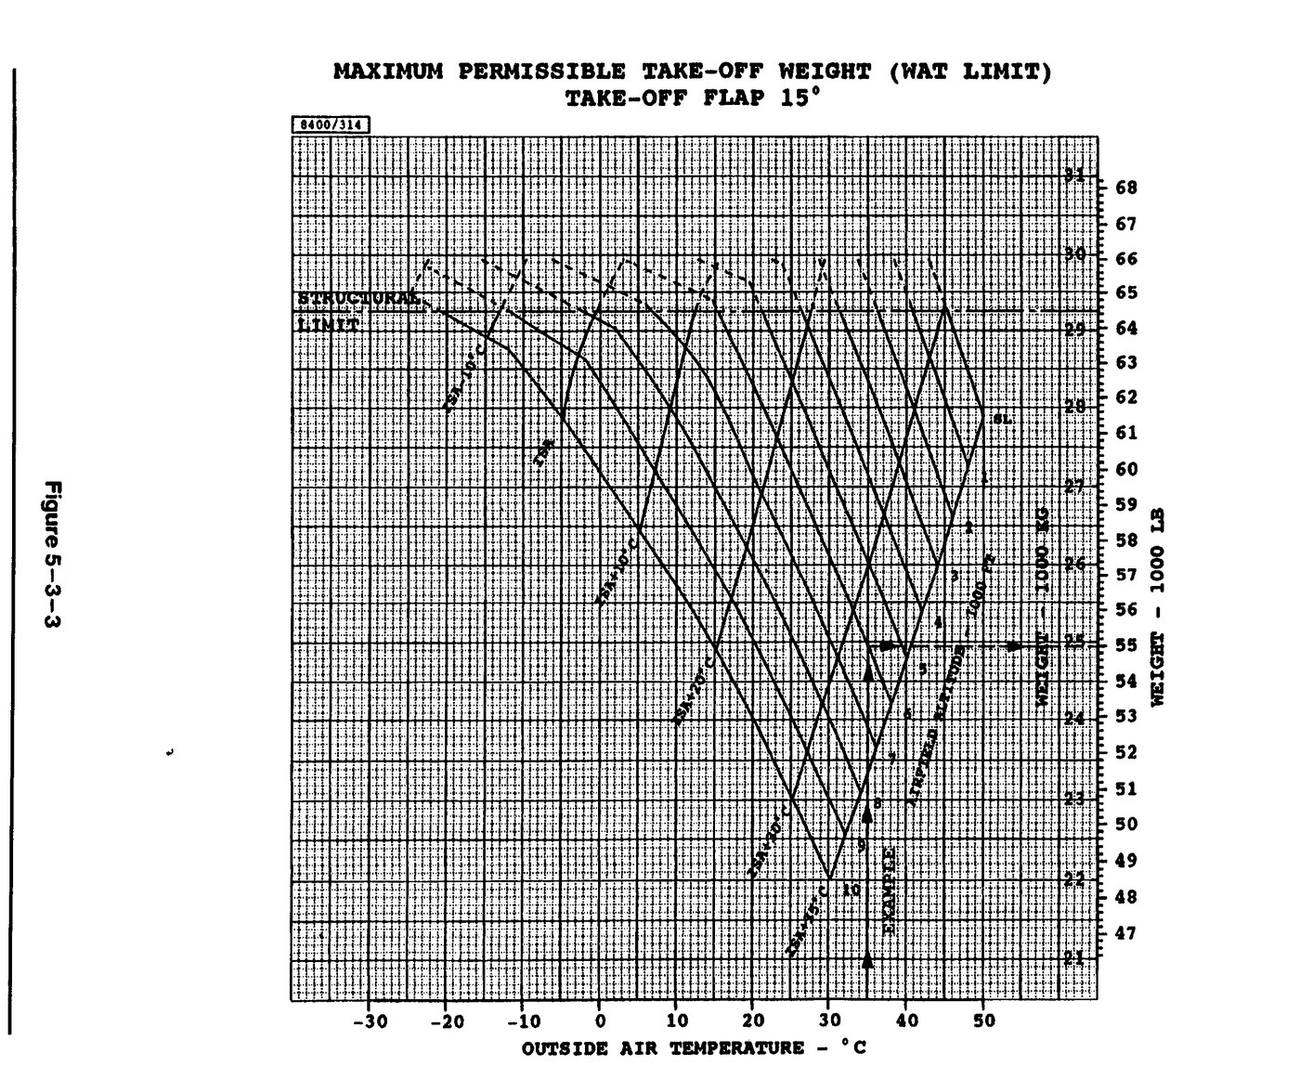 MAXIMUM PERMISSIBLE TAKE-OFF WEIGHT (WAT LIMIT)
TAKE-OFF FLAP 15°
8400/314
31
68
67
30
66
STRUCTURAL
65
LIMIT
29
64
ISA-10°C
63
62
28
SL
61
ISA
60
1
27
59
2
58
ISA+10°C
26
57
3
56
4
25
55
5
ISA+20°C
54
6
24
53
7
52
51
23
8
50
ISA+30°C
9
49
22
10
48
ISA+35°C
47
21
EXAMPLE
AIRFIELD ALTITUDE - 1000 FT
WEIGHT - 1000 KG
WEIGHT - 1000 LB
-30 -20 -10 0 10 20 30 40 50
OUTSIDE AIR TEMPERATURE - °C
Figure 5-3-3